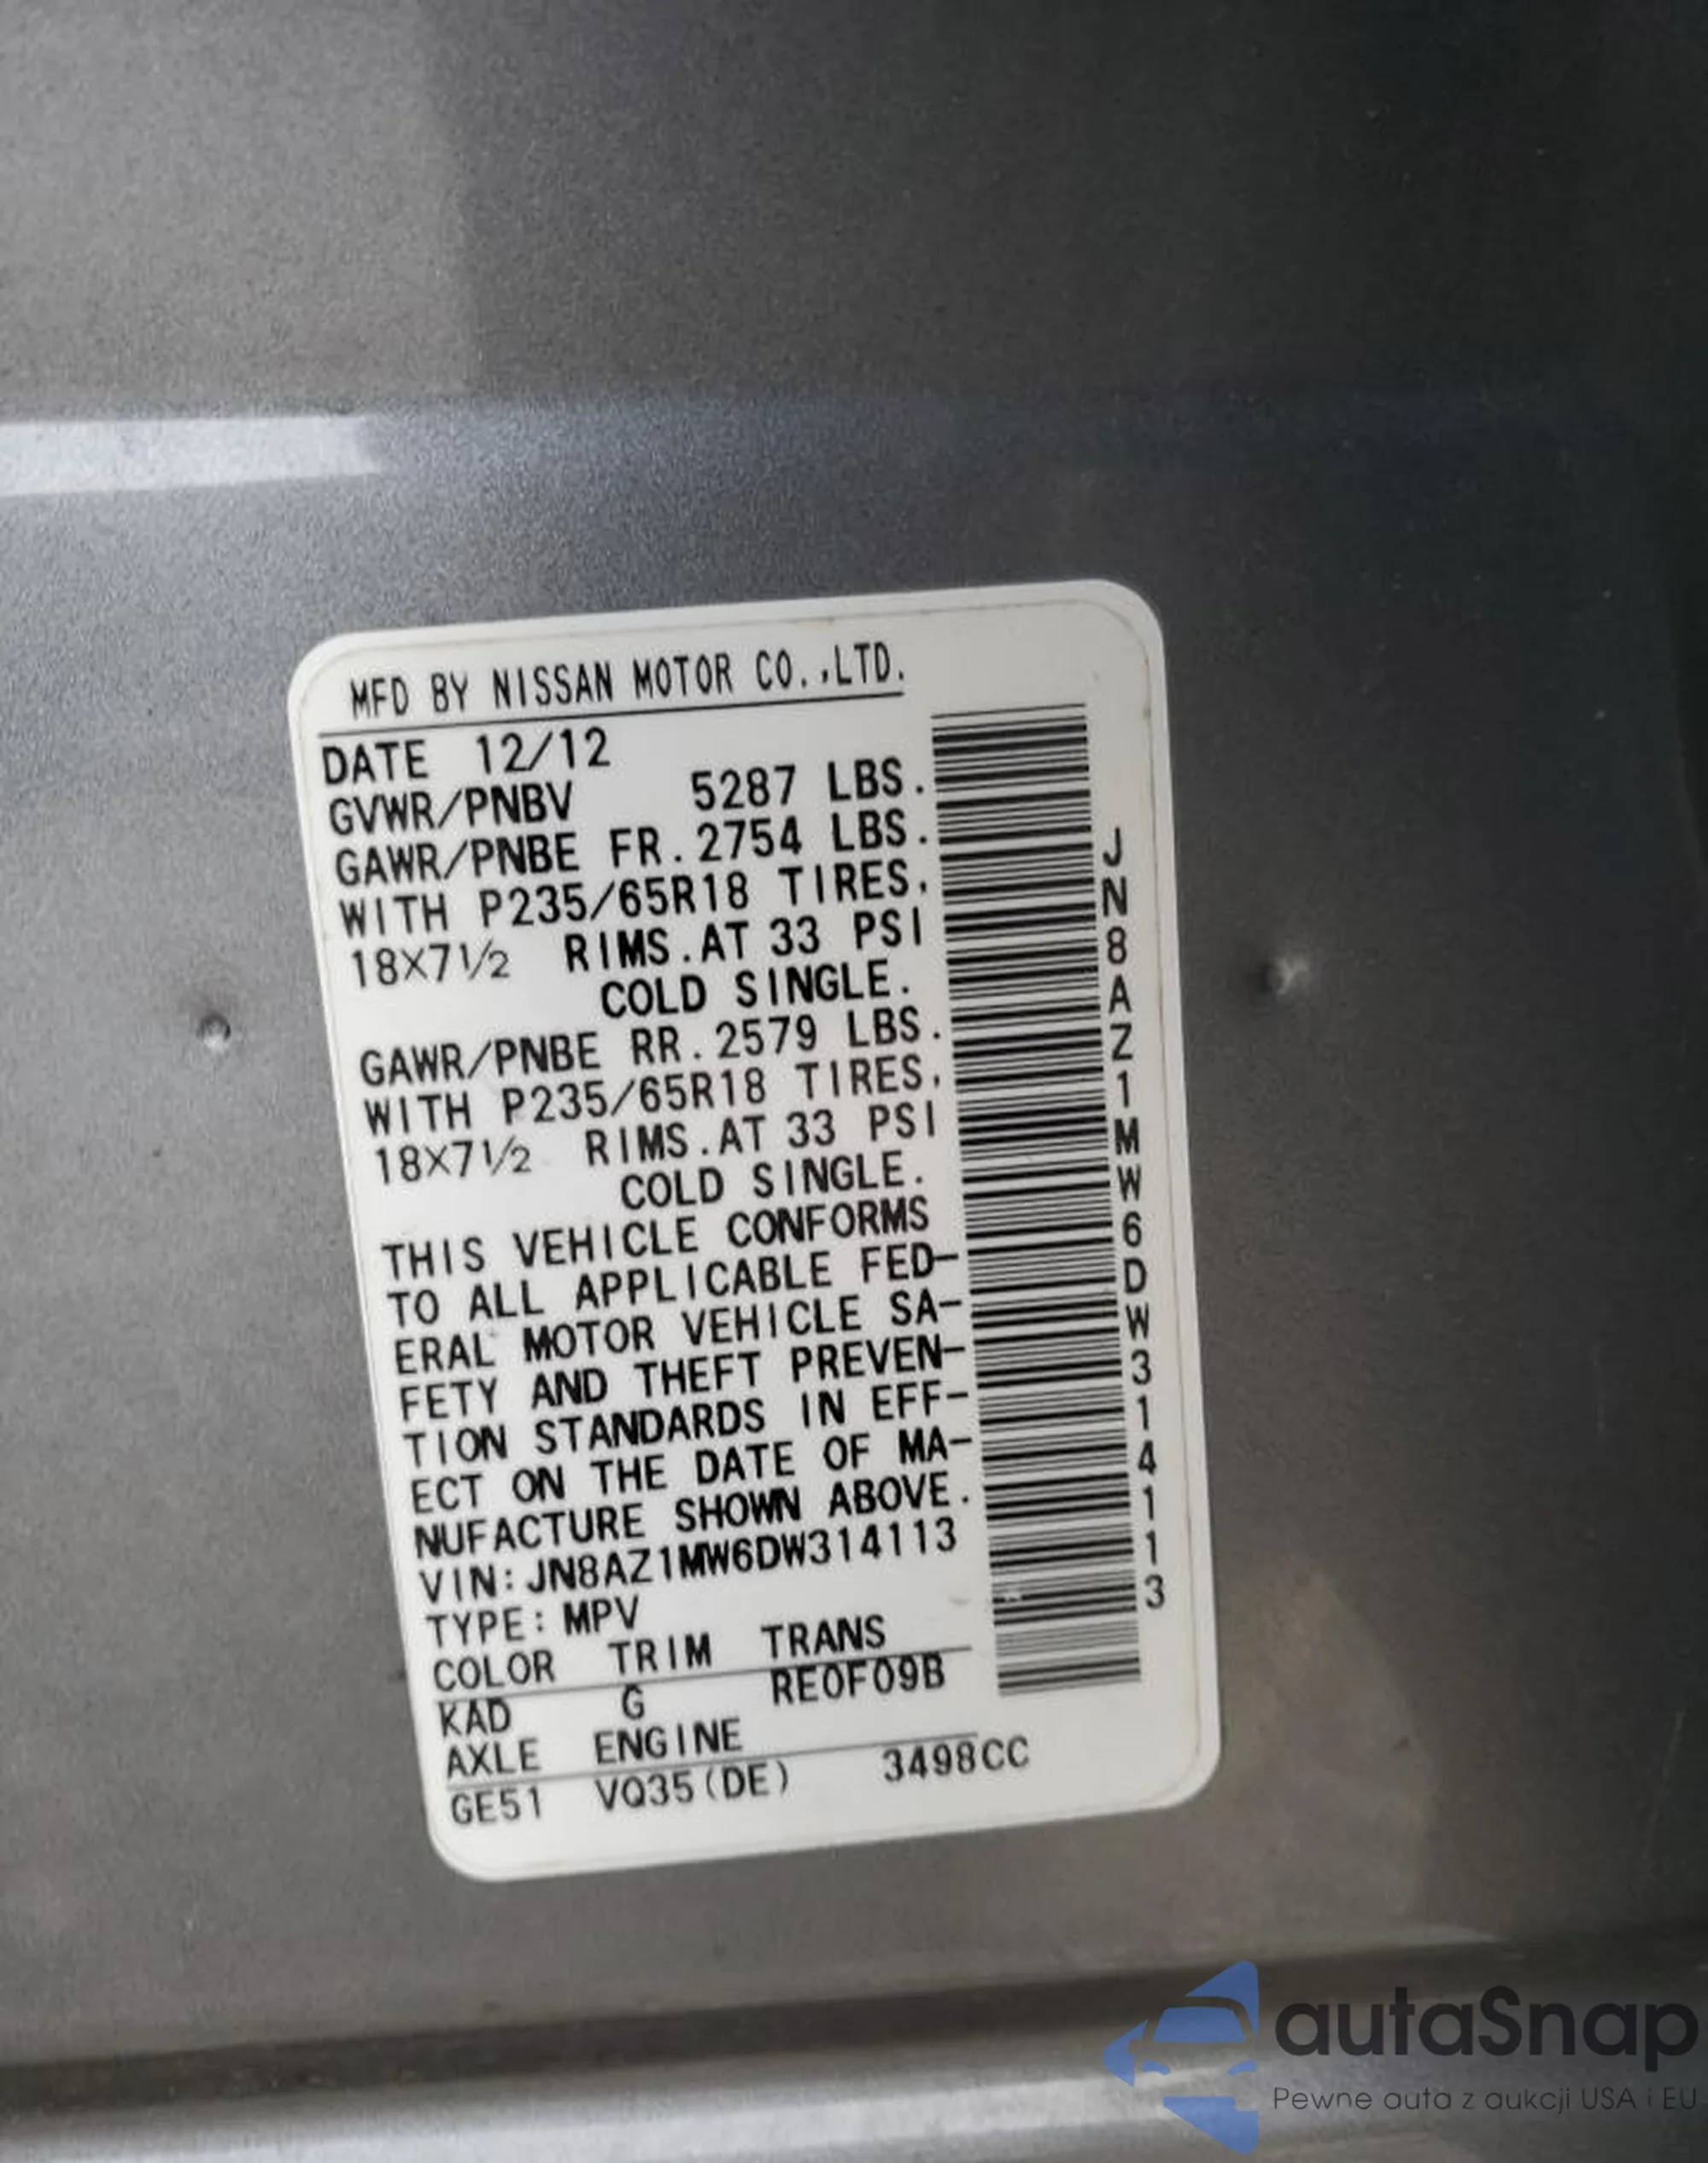 MFD BY NISSAN MOTOR CO.,LTD.
DATE 12/12
GVWR/PNBV 5287 LBS.
GAWR/PNBE FR.2754 LBS.
WITH P235/65R18 TIRES,
18X7½ RIMS.AT 33 PSI
COLD SINGLE.
GAWR/PNBE RR.2579 LBS.
WITH P235/65R18 TIRES,
18X7½ RIMS.AT 33 PSI
COLD SINGLE.
THIS VEHICLE CONFORMS
TO ALL APPLICABLE FED-
ERAL MOTOR VEHICLE SA-
FETY AND THEFT PREVEN-
TION STANDARDS IN EFF-
ECT ON THE DATE OF MA-
NUFACTURE SHOWN ABOVE.
VIN:JN8AZ1MW6DW314113
TYPE:MPV
COLOR TRIM TRANS
KAD G RE0F09B
AXLE ENGINE
GE51 VQ35(DE) 3498CC
JN8AZ1MW6DW314113
autaSnap
Pewne auta z aukcji USA i EU